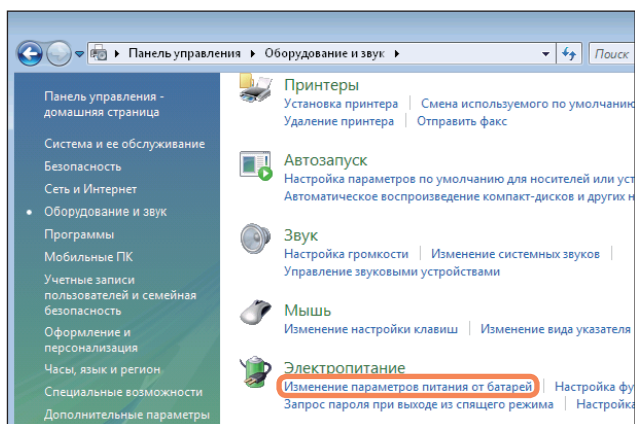 Панель управления ▸ Оборудование и звук ▸
Поиск
Панель управления -
домашняя страница
Система и ее обслуживание
Безопасность
Сеть и Интернет
Оборудование и звук
Программы
Мобильные ПК
Учетные записи
пользователей и семейная
безопасность
Оформление и
персонализация
Часы, язык и регион
Специальные возможности
Дополнительные параметры
Принтеры
Установка принтера | Смена используемого по умолчанию
Удаление принтера | Отправить факс
Автозапуск
Настройка параметров по умолчанию для носителей или уст
Автоматическое воспроизведение компакт-дисков и других н
Звук
Настройка громкости | Изменение системных звуков |
Управление звуковыми устройствами
Мышь
Изменение настройки клавиш | Изменение вида указателя
Электропитание
Изменение параметров питания от батарей | Настройка фу
Запрос пароля при выходе из спящего режима | Настройка